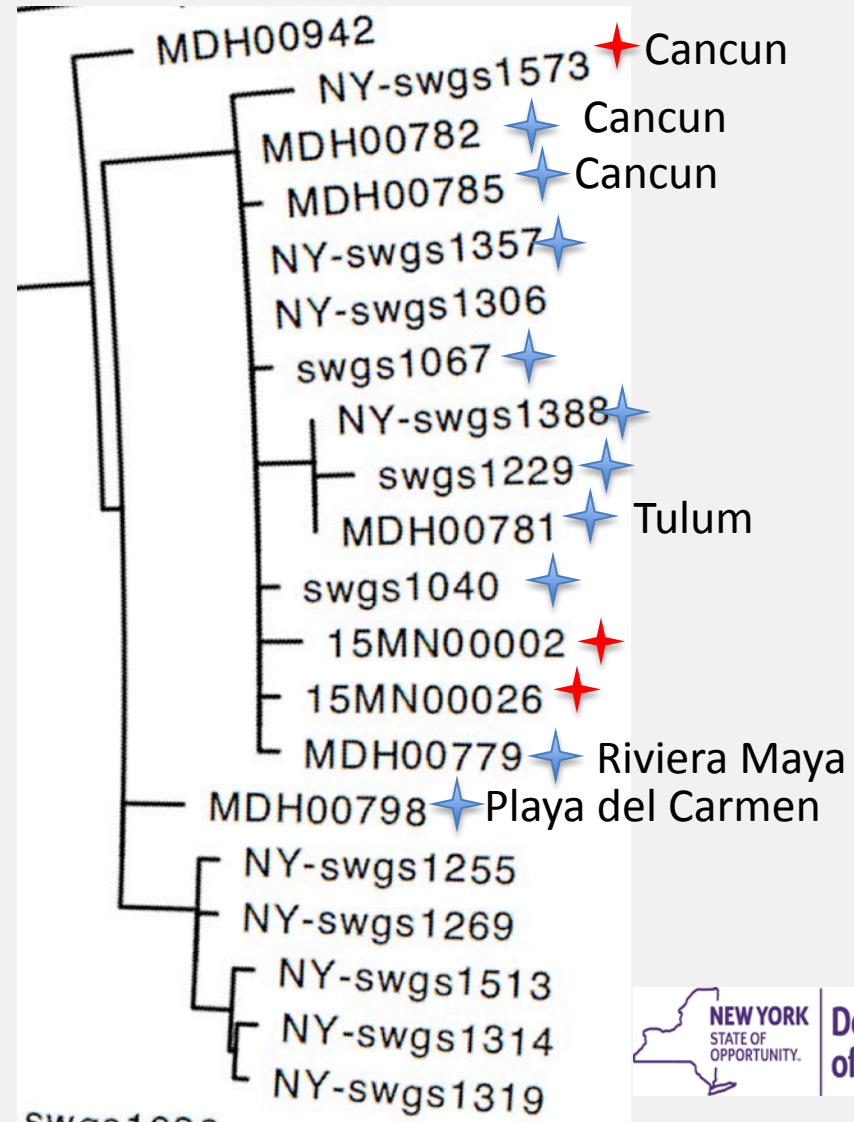 MDH00942
NY-swgs1573 Cancun
MDH00782 Cancun
MDH00785 Cancun
NY-swgs1357
NY-swgs1306
swgs1067
NY-swgs1388
swgs1229
MDH00781 Tulum
swgs1040
15MN00002
15MN00026
MDH00779 Riviera Maya
MDH00798 Playa del Carmen
NY-swgs1255
NY-swgs1269
NY-swgs1513
NY-swgs1314
NY-swgs1319
NEW YORK
STATE OF
OPPORTUNITY.
of